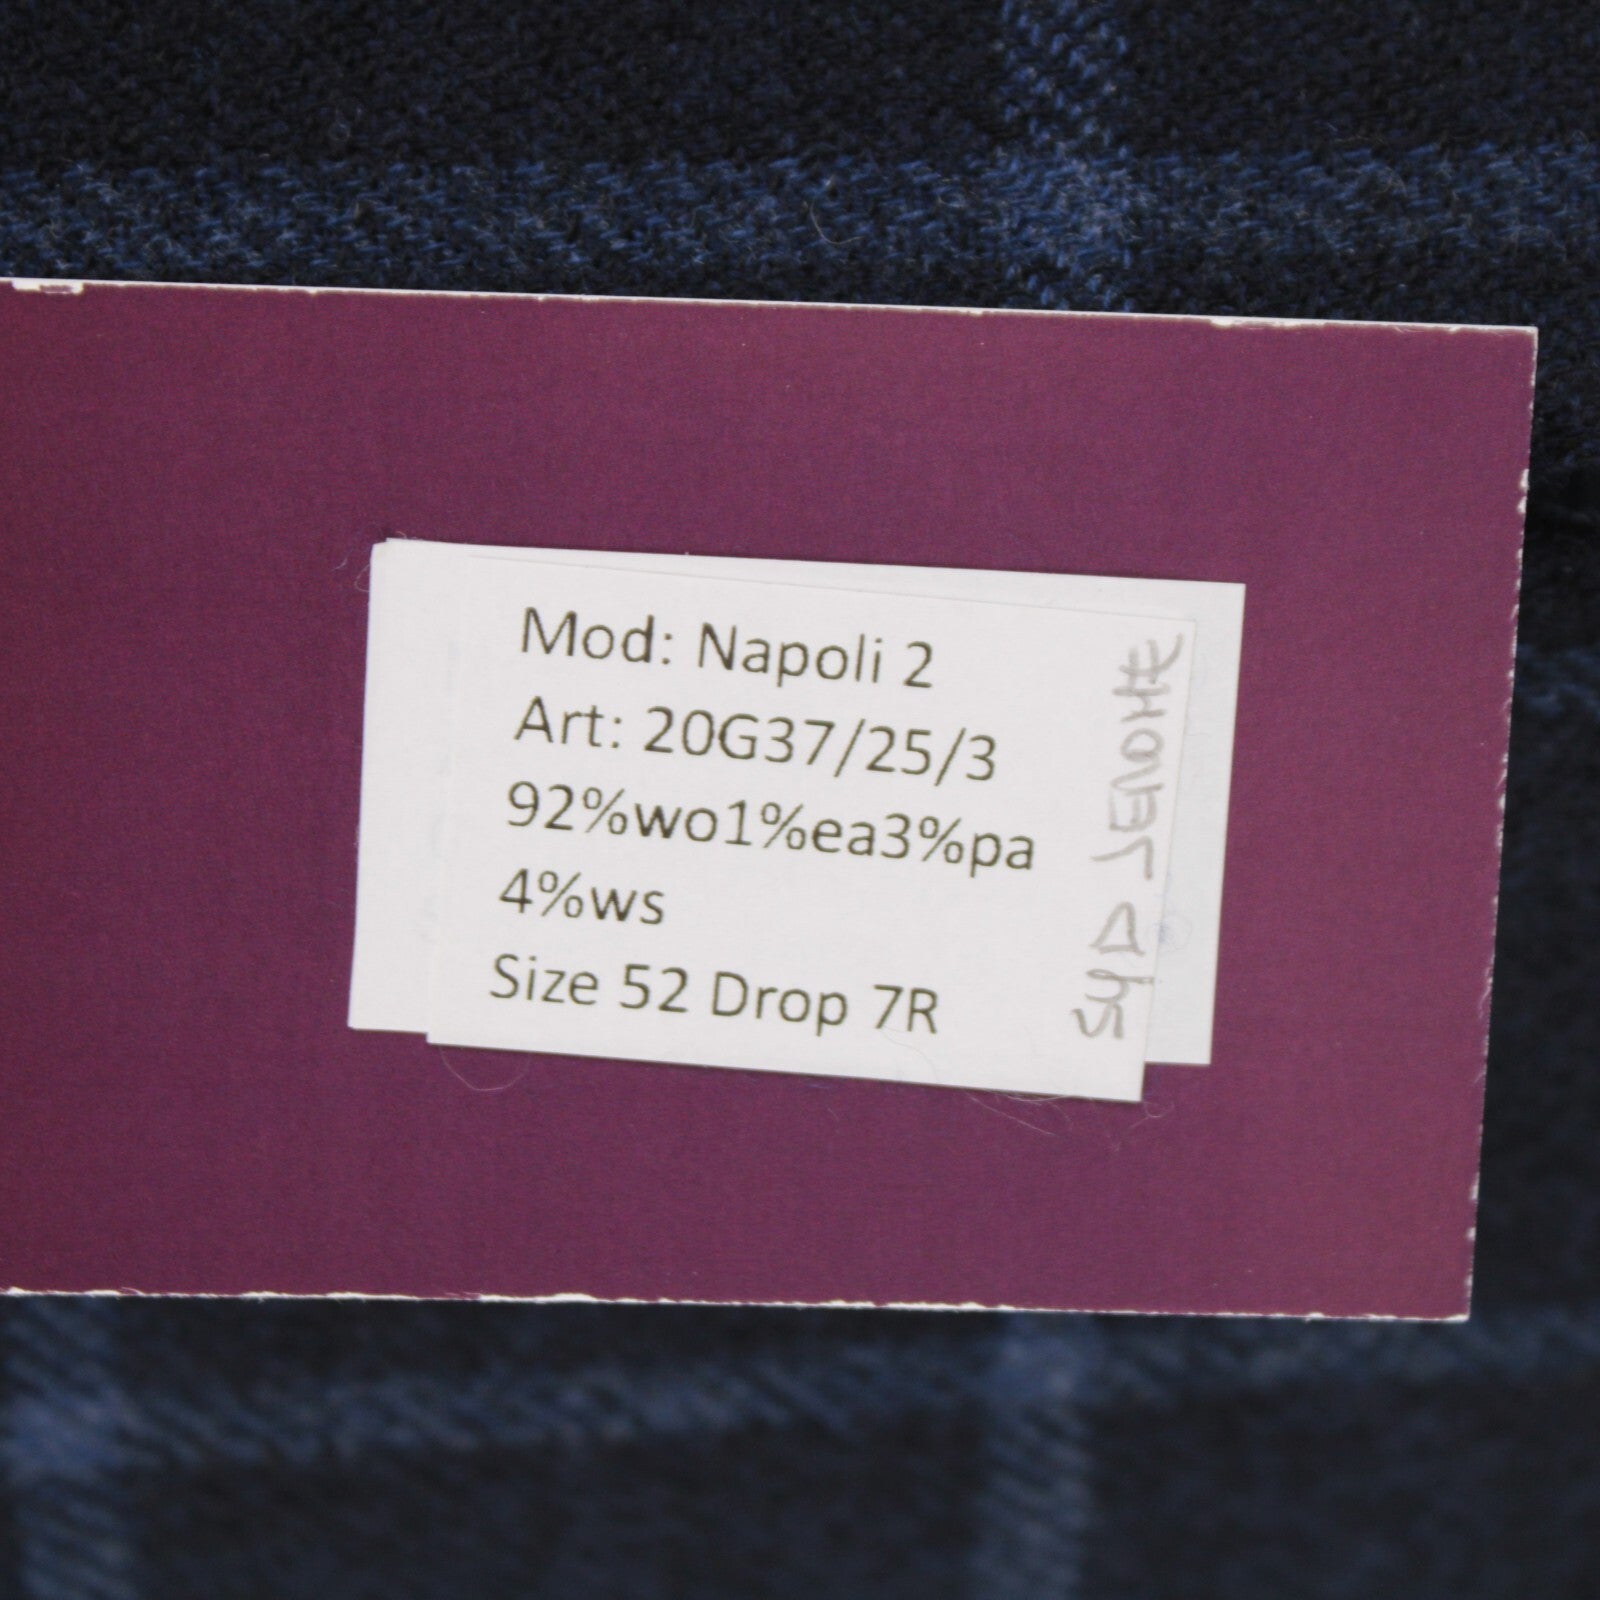 Mod: Napoli 2
Art: 20G37/25/3
92%wo1%ea3%pa
4%ws
Size 52 Drop 7R